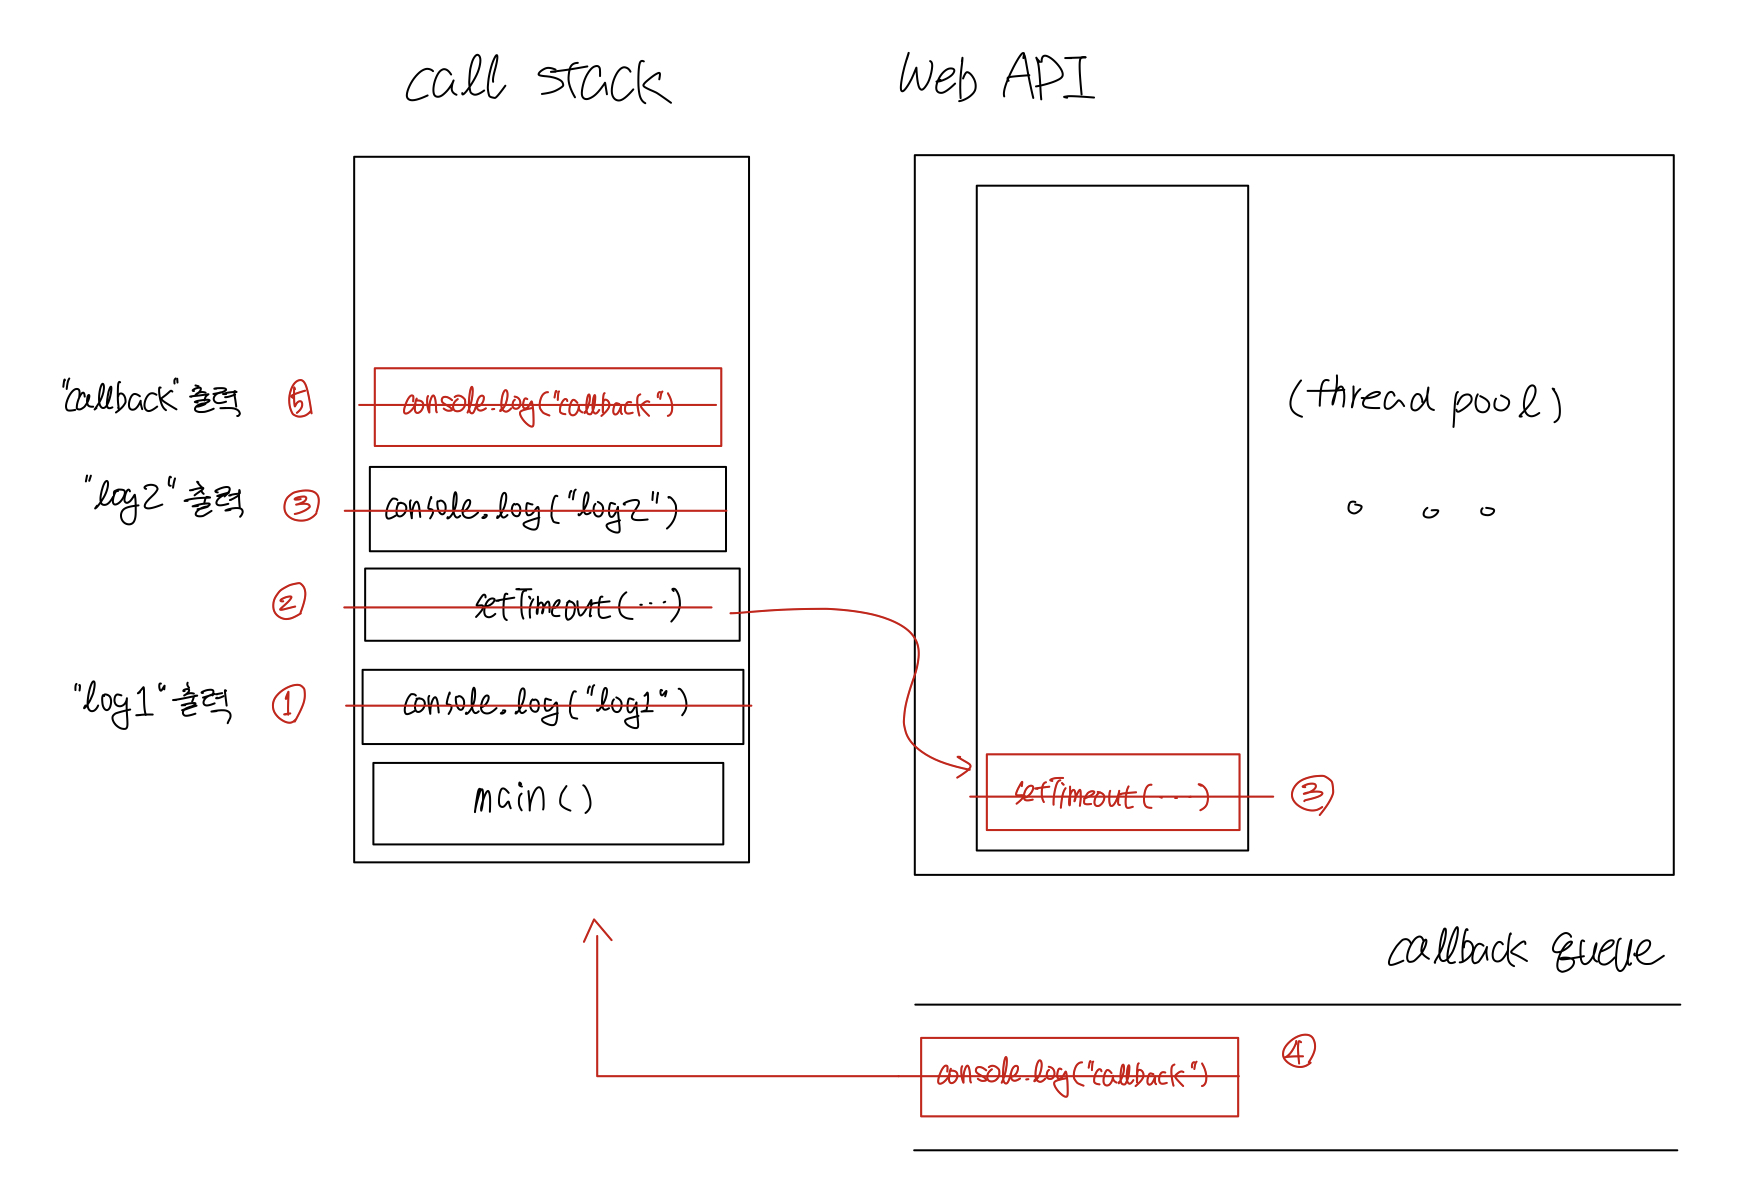 call stack
Web API
"callback" 출력 ⑤ console.log("callback")
"log2" 출력 ③ console.log("log2")
② setTimeout(...)
"log1" 출력 ① console.log("log1")
main()
(thread pool)
setTimeout(...) ③
callback queue
console.log("callback") ④